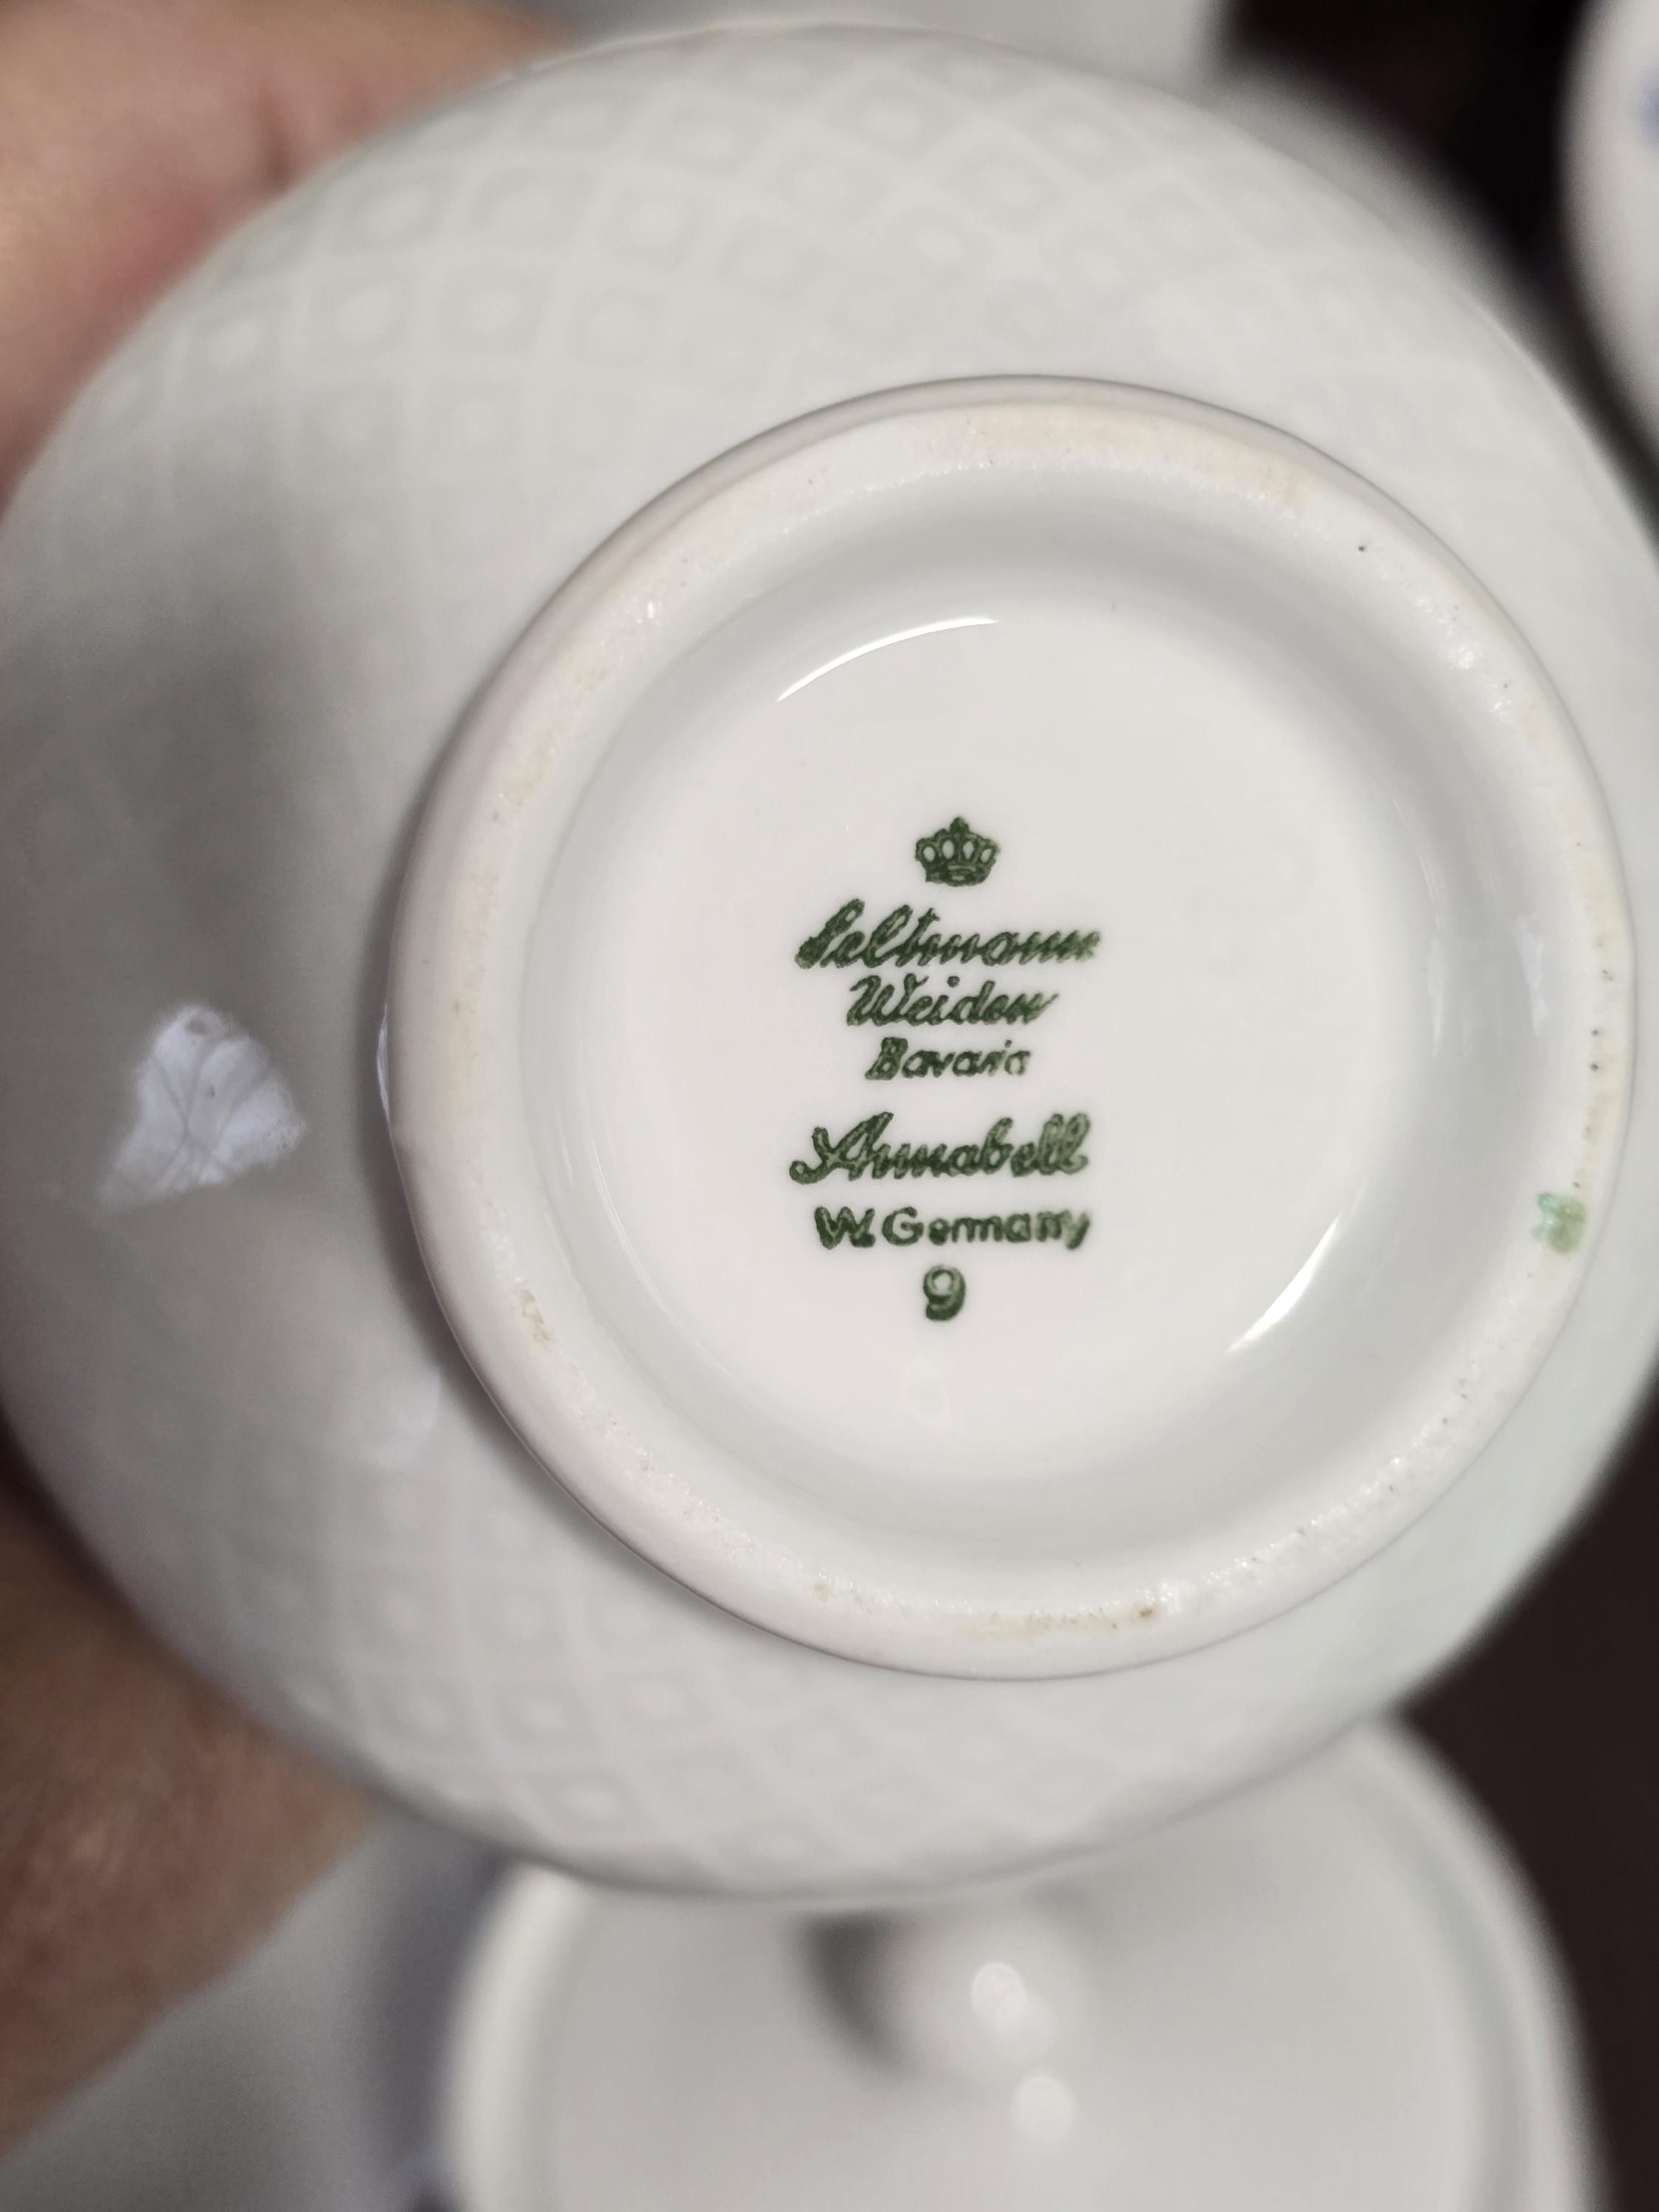 Seltmann
Weiden
Bavaria
Annabell
W. Germany
9